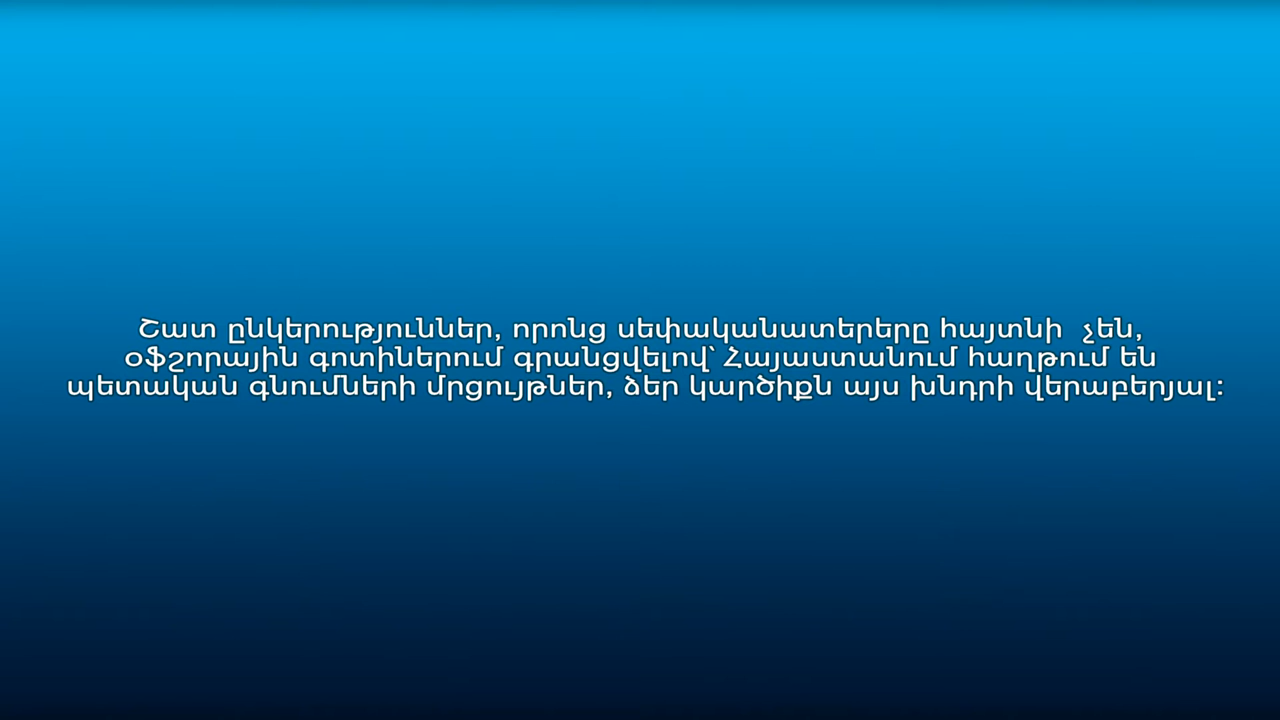 Շատ ընկերություններ, որոնց սեփականատերերը հայտնի  չեն,
օֆշորային գոտիներում գրանցվելով՝ Հայաստանում հաղթում են
պետական գնումների մրցույթներ, ձեր կարծիքն այս խնդրի վերաբերյալ: